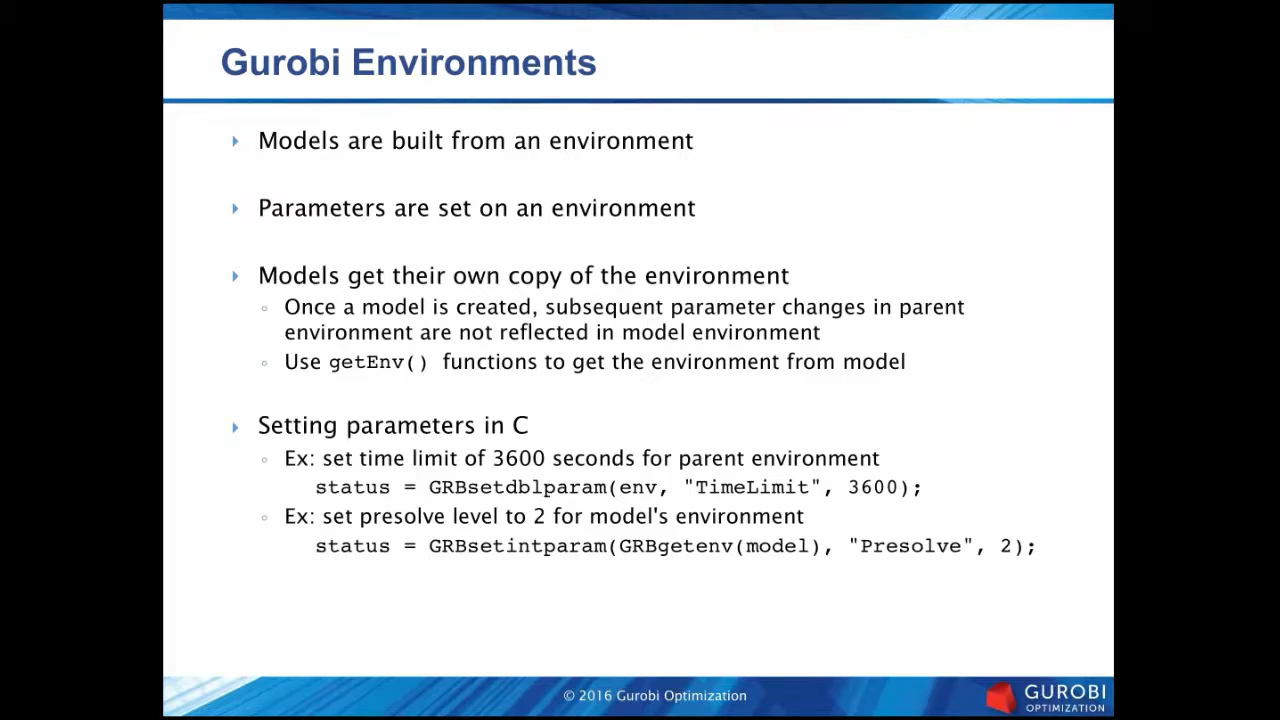 Gurobi Environments
Models are built from an environment
Parameters are set on an environment
Models get their own copy of the environment
Once a model is created, subsequent parameter changes in parent
environment are not reflected in model environment
Use getEnv() functions to get the environment from model
Setting parameters in C
Ex: set time limit of 3600 seconds for parent environment
status = GRBsetdblparam(env, "TimeLimit", 3600);
Ex: set presolve level to 2 for model's environment
status = GRBsetintparam(GRBgetenv(model), "Presolve", 2);
© 2016 Gurobi Optimization
GUROBI
OPTIMIZATION